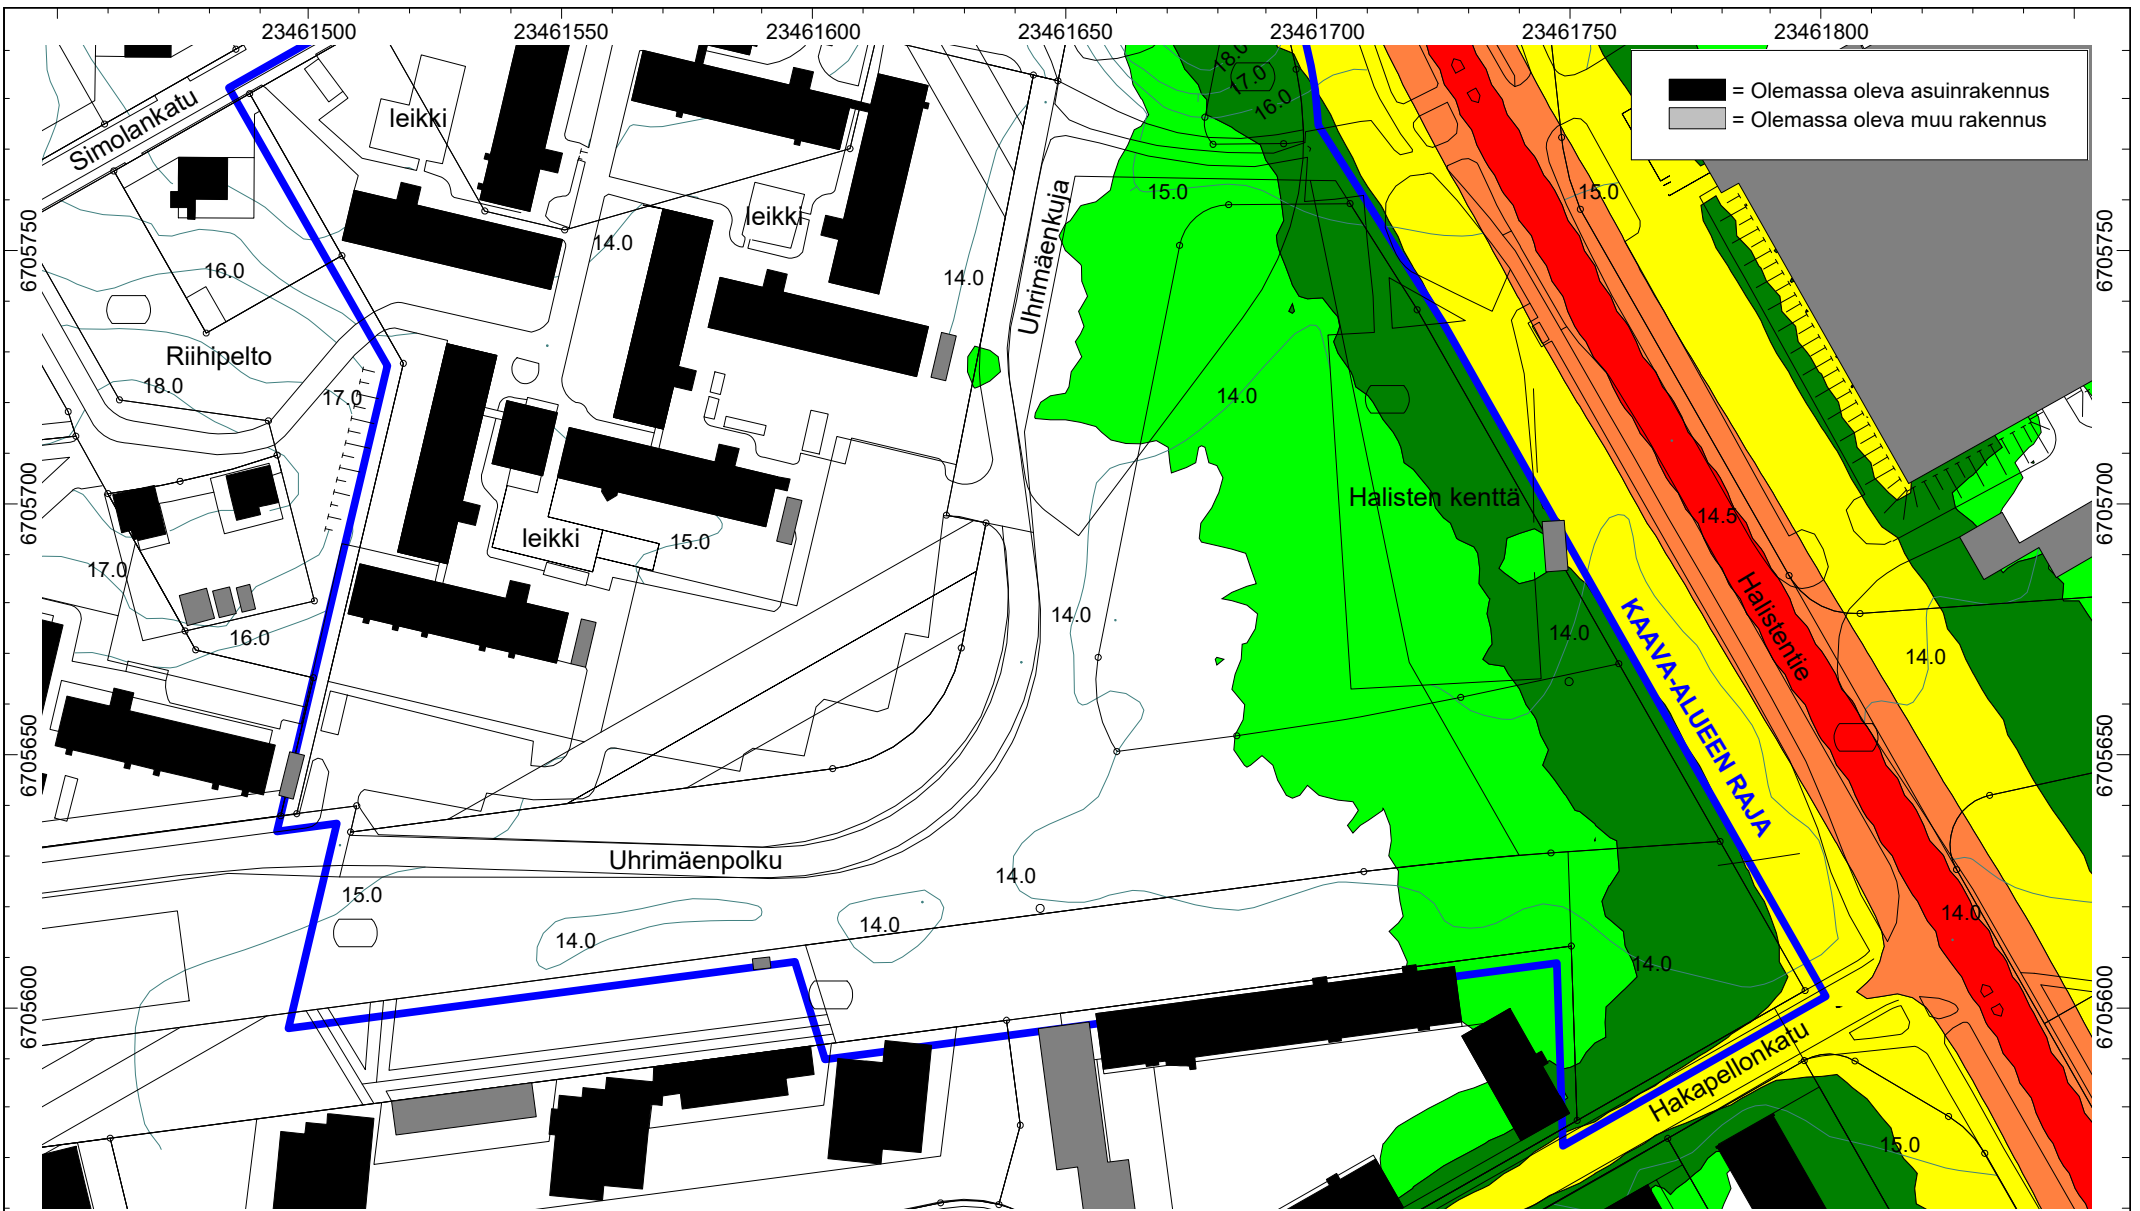 23461500 23461550 23461600 23461650 23461700 23461750 23461800
= Olemassa oleva asuinrakennus
= Olemassa oleva muu rakennus
18.0
17.0
16.0
leikki
Simolankatu
15.0
15.0
leikki
Uhrimäenkuja
6705750
6705750
14.0
16.0
14.0
Riihipelto
18.0
17.0
14.0
6705700
6705700
Halisten kenttä
14.5
leikki
15.0
17.0
Halistentie
14.0
16.0
14.0
KAAVA-ALUEEN RAJA
14.0
6705650
6705650
Uhrimäenpolku
14.0
15.0
14.0
14.0
14.0
14.0
6705600
6705600
Hakapellonkatu
15.0